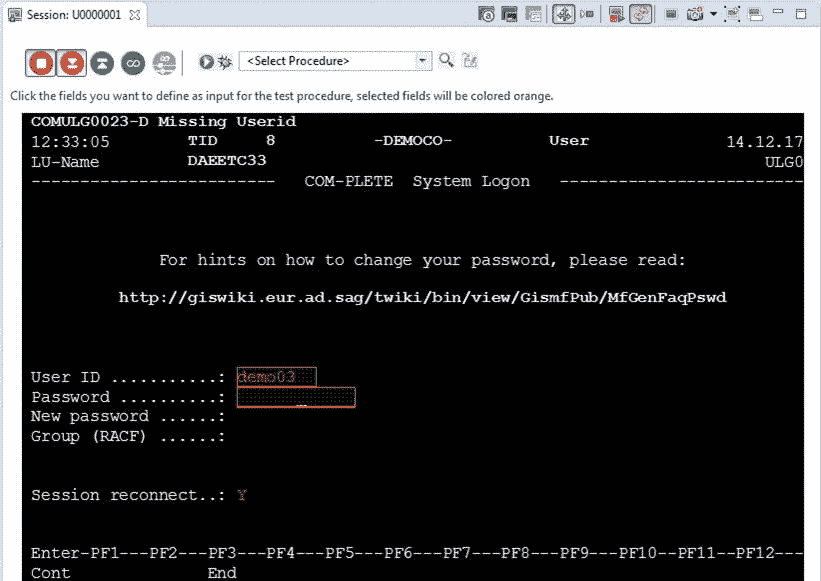 Session: U0000001
<Select Procedure>
Click the fields you want to define as input for the test procedure, selected fields will be colored orange.
COMULG0023-D Missing Userid
12:33:05 TID 8 -DEMOCO- User 14.12.17
LU-Name DAEETC33 ULG0
------------------------- COM-PLETE System Logon -------------------------
For hints on how to change your password, please read:
http://giswiki.eur.ad.sag/twiki/bin/view/GismfPub/MfGenFaqPswd
User ID ...........: demo03
Password ..........:
New password ......:
Group (RACF) ......:
Session reconnect..: Y
Enter-PF1---PF2---PF3---PF4---PF5---PF6---PF7---PF8---PF9---PF10--PF11--PF12---
Cont End